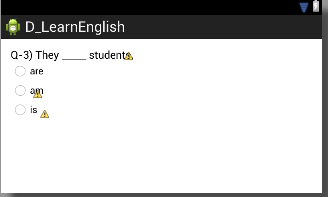 D_LearnEnglish
Q-3) They _____ students
are
am
is